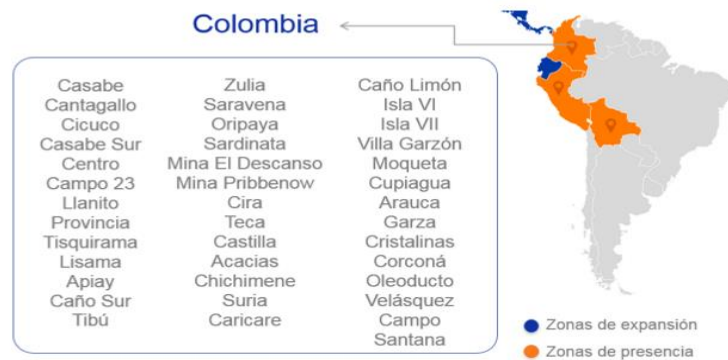 Colombia
Casabe
Cantagallo
Cicuco
Casabe Sur
Centro
Campo 23
Llanito
Provincia
Tisquirama
Lisama
Apiay
Caño Sur
Tibú
Zulia
Saravena
Oripaya
Sardinata
Mina El Descanso
Mina Pribbenow
Cira
Teca
Castilla
Acacias
Chichimene
Suria
Caricare
Caño Limón
Isla VI
Isla VII
Villa Garzón
Moqueta
Cupiagua
Arauca
Garza
Cristalinas
Corconá
Oleoducto
Velásquez
Campo
Santana
Zonas de expansión
Zonas de presencia